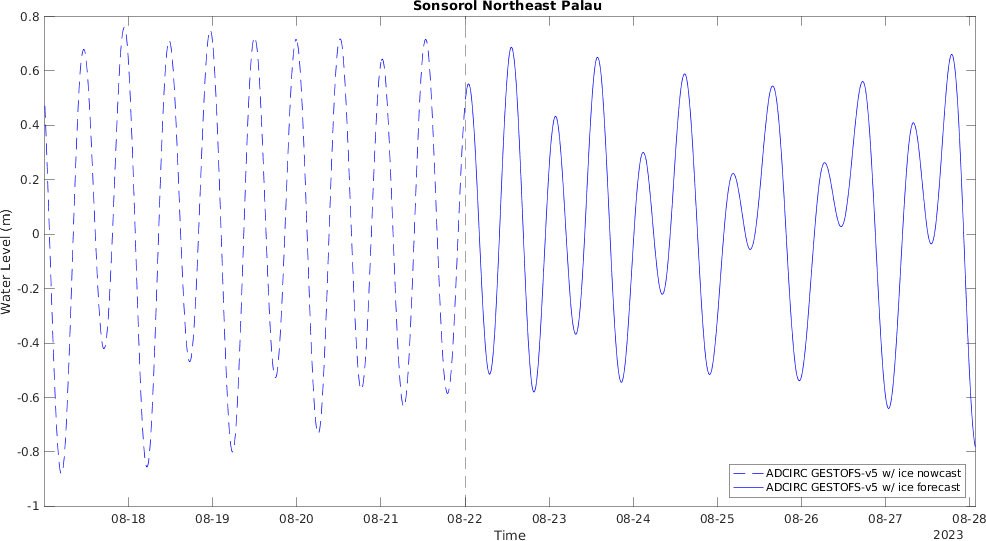 Sonsorol Northeast Palau
0.8
0.6
0.4
0.2
0
-0.2
-0.4
-0.6
-0.8
-1
Water Level (m)
ADCIRC GESTOFS-v5 w/ ice nowcast
ADCIRC GESTOFS-v5 w/ ice forecast
08-18 08-19 08-20 08-21 08-22 08-23 08-24 08-25 08-26 08-27 08-28
Time
2023